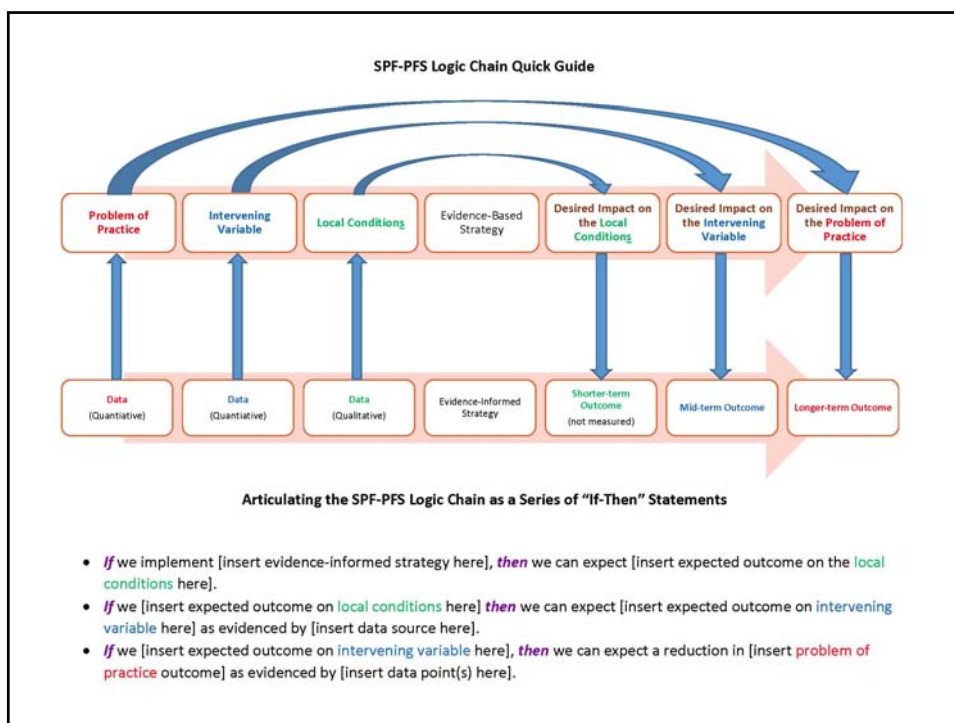 SPF-PFS Logic Chain Quick Guide
Problem of
Practice
Intervening
Variable
Local Conditions
Evidence-Based
Strategy
Desired Impact on
the Local
Conditions
Desired Impact on
the Intervening
Variable
Desired Impact on
the Problem of
Practice
Data
(Quantiative)
Data
(Quantiative)
Data
(Qualitative)
Evidence-Informed
Strategy
Shorter-term
Outcome
(not measured)
Mid-term Outcome
Longer-term Outcome
Articulating the SPF-PFS Logic Chain as a Series of “If-Then” Statements
• If we implement [insert evidence-informed strategy here], then we can expect [insert expected outcome on the local
conditions here].
• If we [insert expected outcome on local conditions here] then we can expect [insert expected outcome on intervening
variable here] as evidenced by [insert data source here].
• If we [insert expected outcome on intervening variable here], then we can expect a reduction in [insert problem of
practice outcome] as evidenced by [insert data point(s) here].